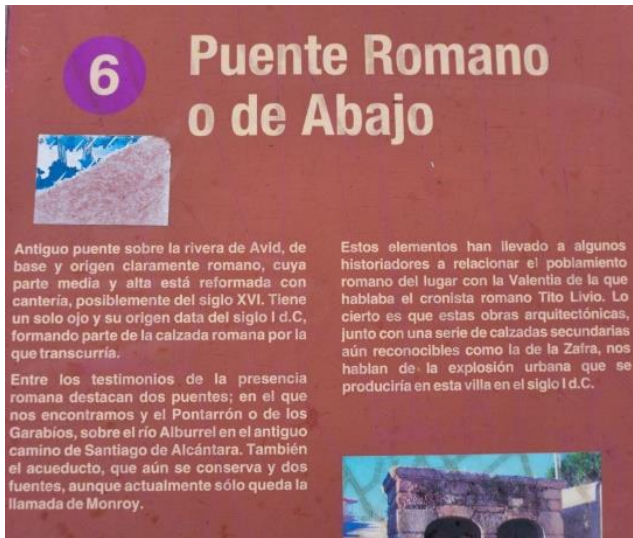 6
Puente Romano
o de Abajo
Antiguo puente sobre la rivera de Avid, de
base y origen claramente romano, cuya
parte media y alta está reformada con
cantería, posiblemente del siglo XVI. Tiene
un solo ojo y su origen data del siglo I d.C,
formando parte de la calzada romana por la
que transcurría.
Entre los testimonios de la presencia
romana destacan dos puentes; en el que
nos encontramos y el Pontarrón o de los
Garabíos, sobre el río Alburrel en el antiguo
camino de Santiago de Alcántara. También
el acueducto, que aún se conserva y dos
fuentes, aunque actualmente sólo queda la
llamada de Monroy.
Estos elementos han llevado a algunos
historiadores a relacionar el poblamiento
romano del lugar con la Valentia de la que
hablaba el cronista romano Tito Livio. Lo
cierto es que estas obras arquitectónicas,
junto con una serie de calzadas secundarias
aún reconocibles como la de la Zafra, nos
hablan de la explosión urbana que se
produciría en esta villa en el siglo I d.C.